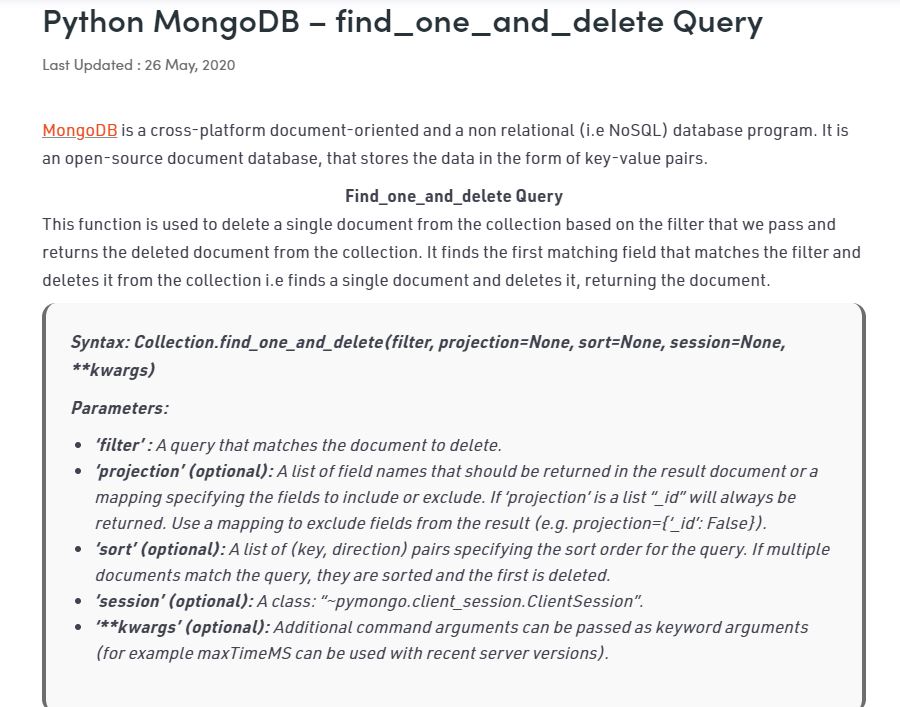 Python MongoDB – find_one_and_delete Query
Last Updated : 26 May, 2020
MongoDB is a cross-platform document-oriented and a non relational (i.e NoSQL) database program. It is
an open-source document database, that stores the data in the form of key-value pairs.
Find_one_and_delete Query
This function is used to delete a single document from the collection based on the filter that we pass and
returns the deleted document from the collection. It finds the first matching field that matches the filter and
deletes it from the collection i.e finds a single document and deletes it, returning the document.
Syntax: Collection.find_one_and_delete(filter, projection=None, sort=None, session=None,
**kwargs)
Parameters:
• ‘filter’ : A query that matches the document to delete.
• ‘projection’ (optional): A list of field names that should be returned in the result document or a
mapping specifying the fields to include or exclude. If ‘projection’ is a list “_id” will always be
returned. Use a mapping to exclude fields from the result (e.g. projection={‘_id’: False}).
• ‘sort’ (optional): A list of (key, direction) pairs specifying the sort order for the query. If multiple
documents match the query, they are sorted and the first is deleted.
• ‘session’ (optional): A class: “~pymongo.client_session.ClientSession”.
• ‘**kwargs’ (optional): Additional command arguments can be passed as keyword arguments
(for example maxTimeMS can be used with recent server versions).